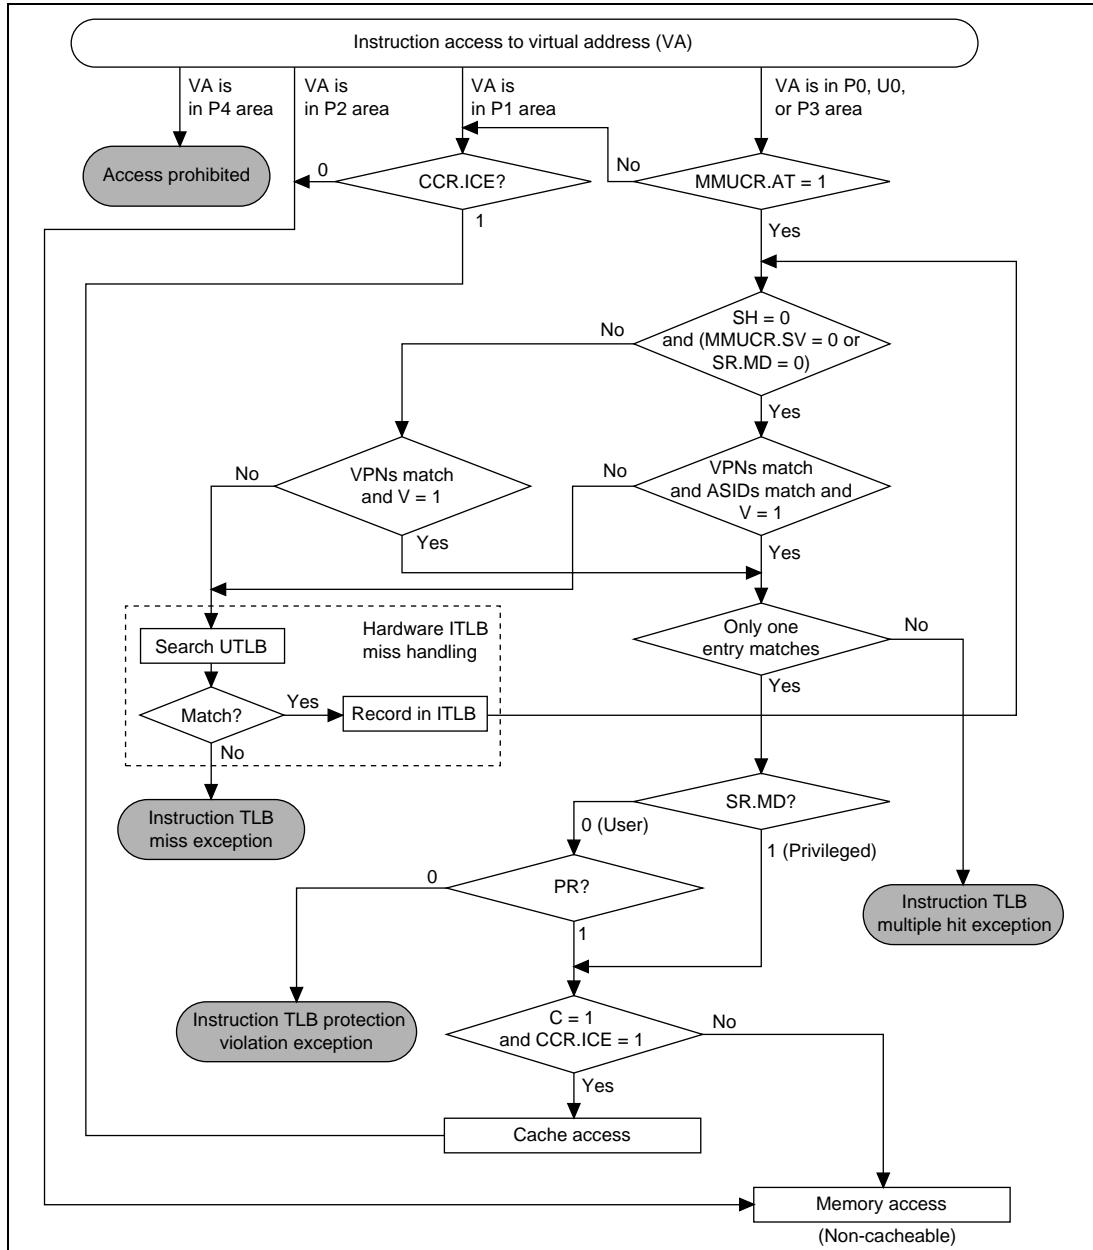 Instruction access to virtual address (VA)
VA is
in P4 area
VA is
in P2 area
VA is
in P1 area
VA is in P0, U0,
or P3 area
Access prohibited
0
CCR.ICE?
1
No
MMUCR.AT = 1
Yes
No
SH = 0
and (MMUCR.SV = 0 or
SR.MD = 0)
Yes
No
VPNs match
and V = 1
Yes
No
VPNs match
and ASIDs match and
V = 1
Yes
Search UTLB
Hardware ITLB
miss handling
Only one
entry matches
No
Yes
Match?
Yes
Record in ITLB
No
Instruction TLB
miss exception
SR.MD?
0 (User)
1 (Privileged)
0
PR?
1
Instruction TLB
multiple hit exception
Instruction TLB protection
violation exception
C = 1
and CCR.ICE = 1
No
Yes
Cache access
Memory access
(Non-cacheable)